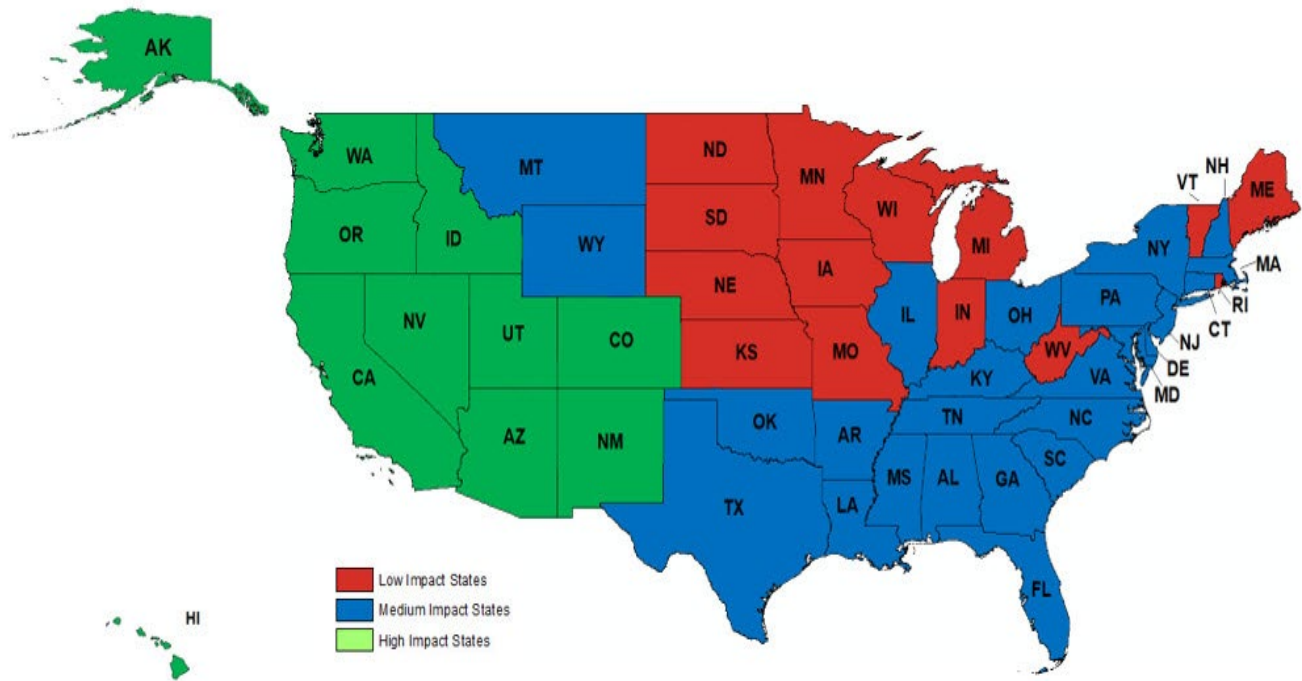 AK
WA
MT
ND
MN
VT
NH
ME
OR
ID
SD
WI
MI
NY
MA
WY
IA
NE
PA
RI
NV
UT
CO
IL
IN
OH
CT
NJ
CA
KS
MO
WV
DE
KY
VA
MD
AZ
NM
OK
AR
TN
NC
SC
MS
AL
GA
TX
LA
FL
HI
Low Impact States
Medium Impact States
High Impact States